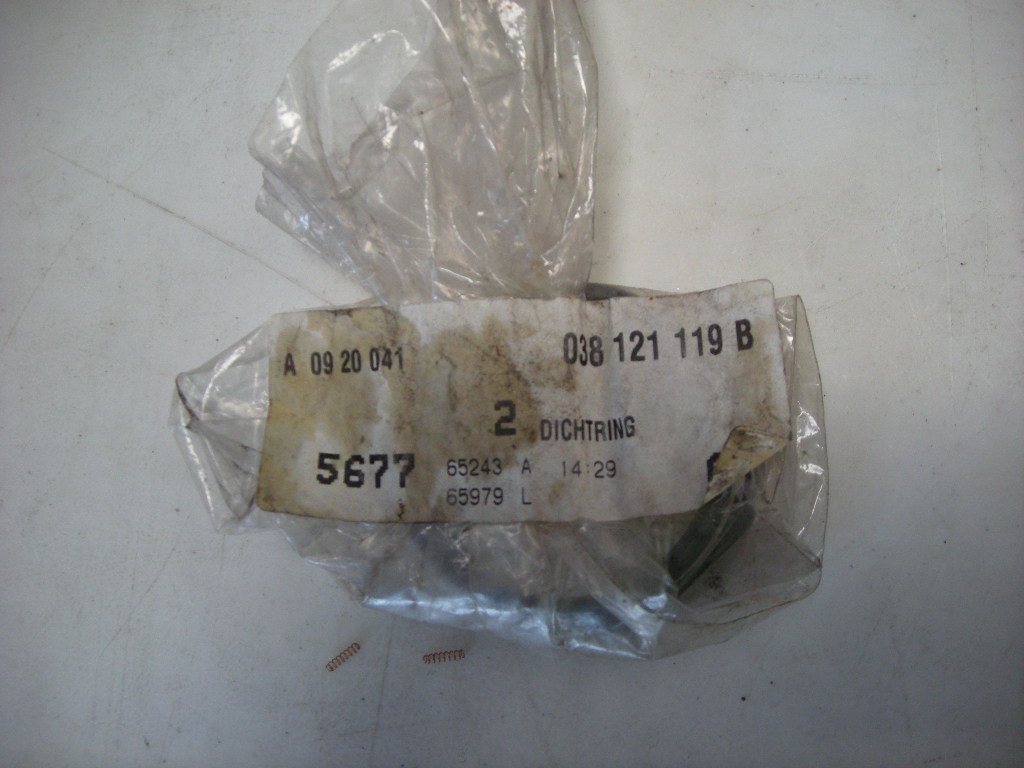 A 09 20 041 038 121 119 B
2 DICHTRING
5677 65243 A 14:29
65979 L